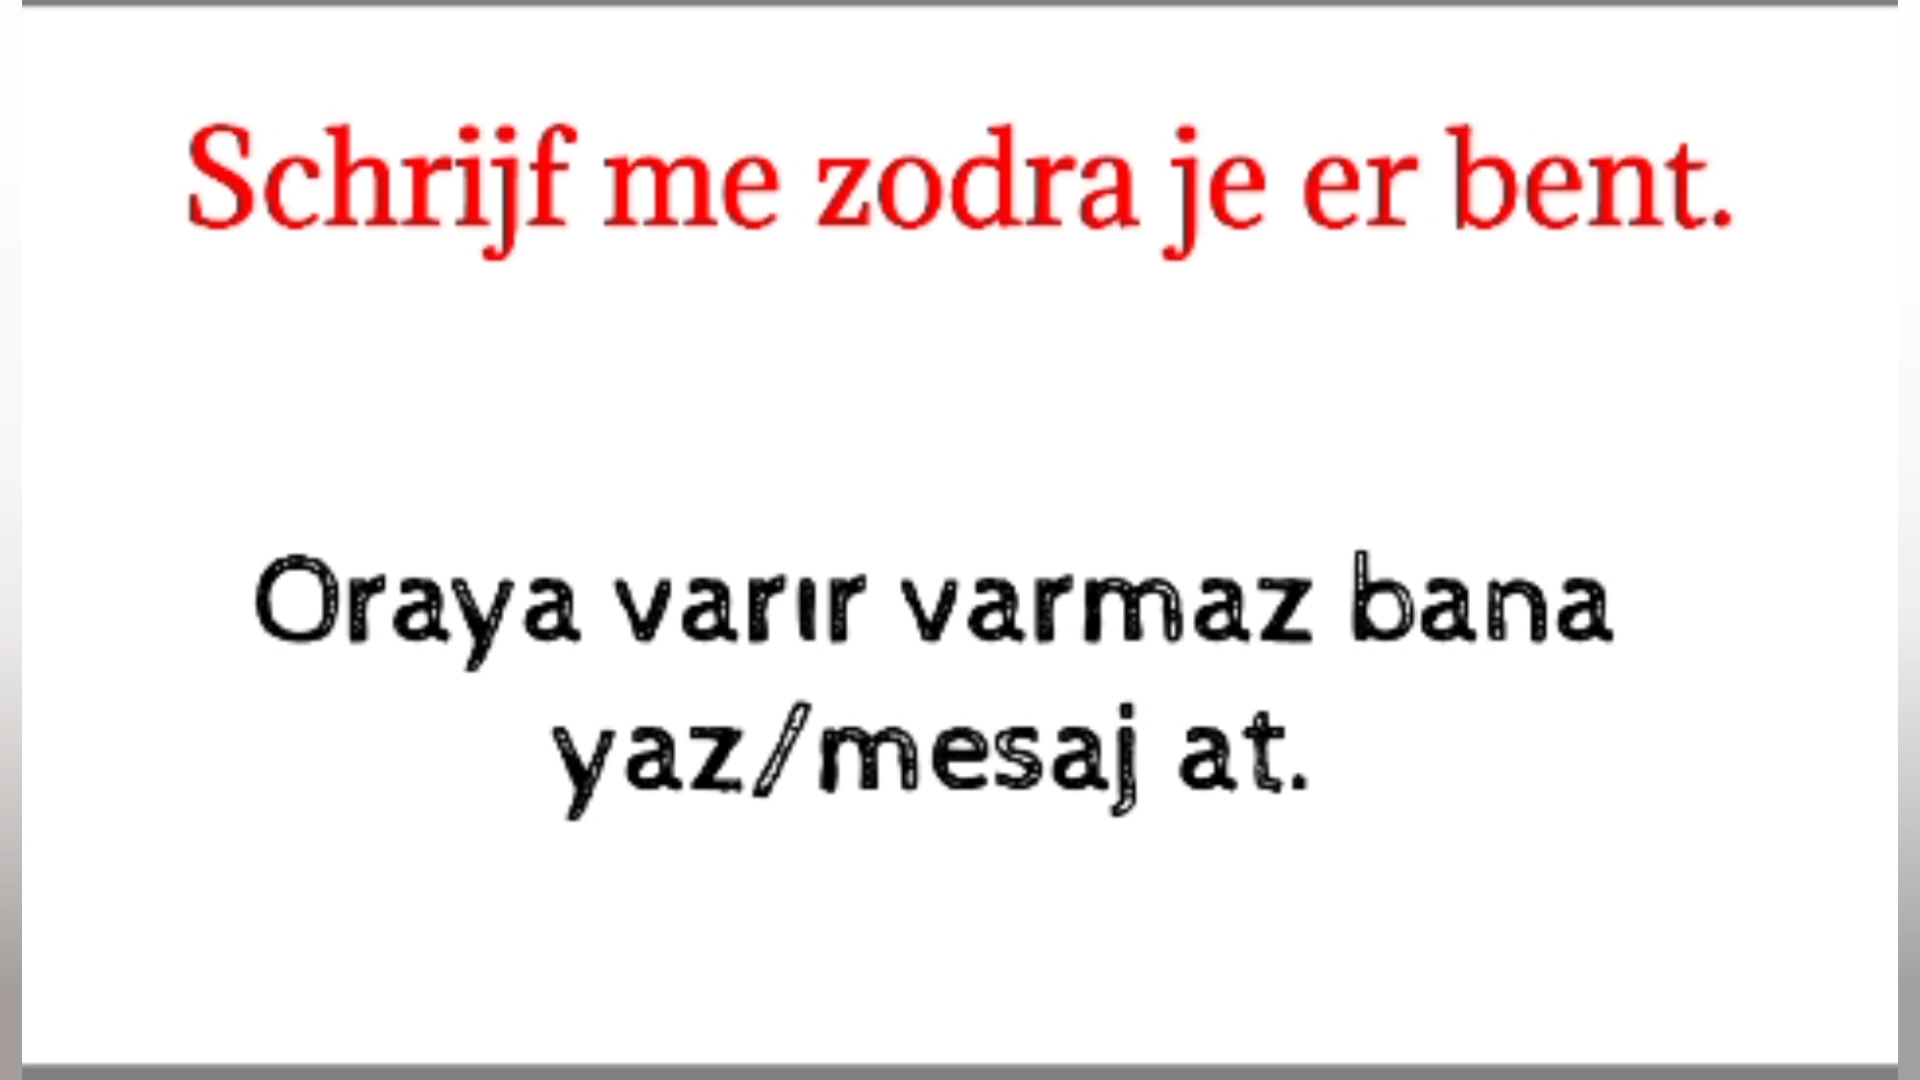 Schrijf me zodra je er bent.
Oraya varır varmaz bana
yaz/mesaj at.